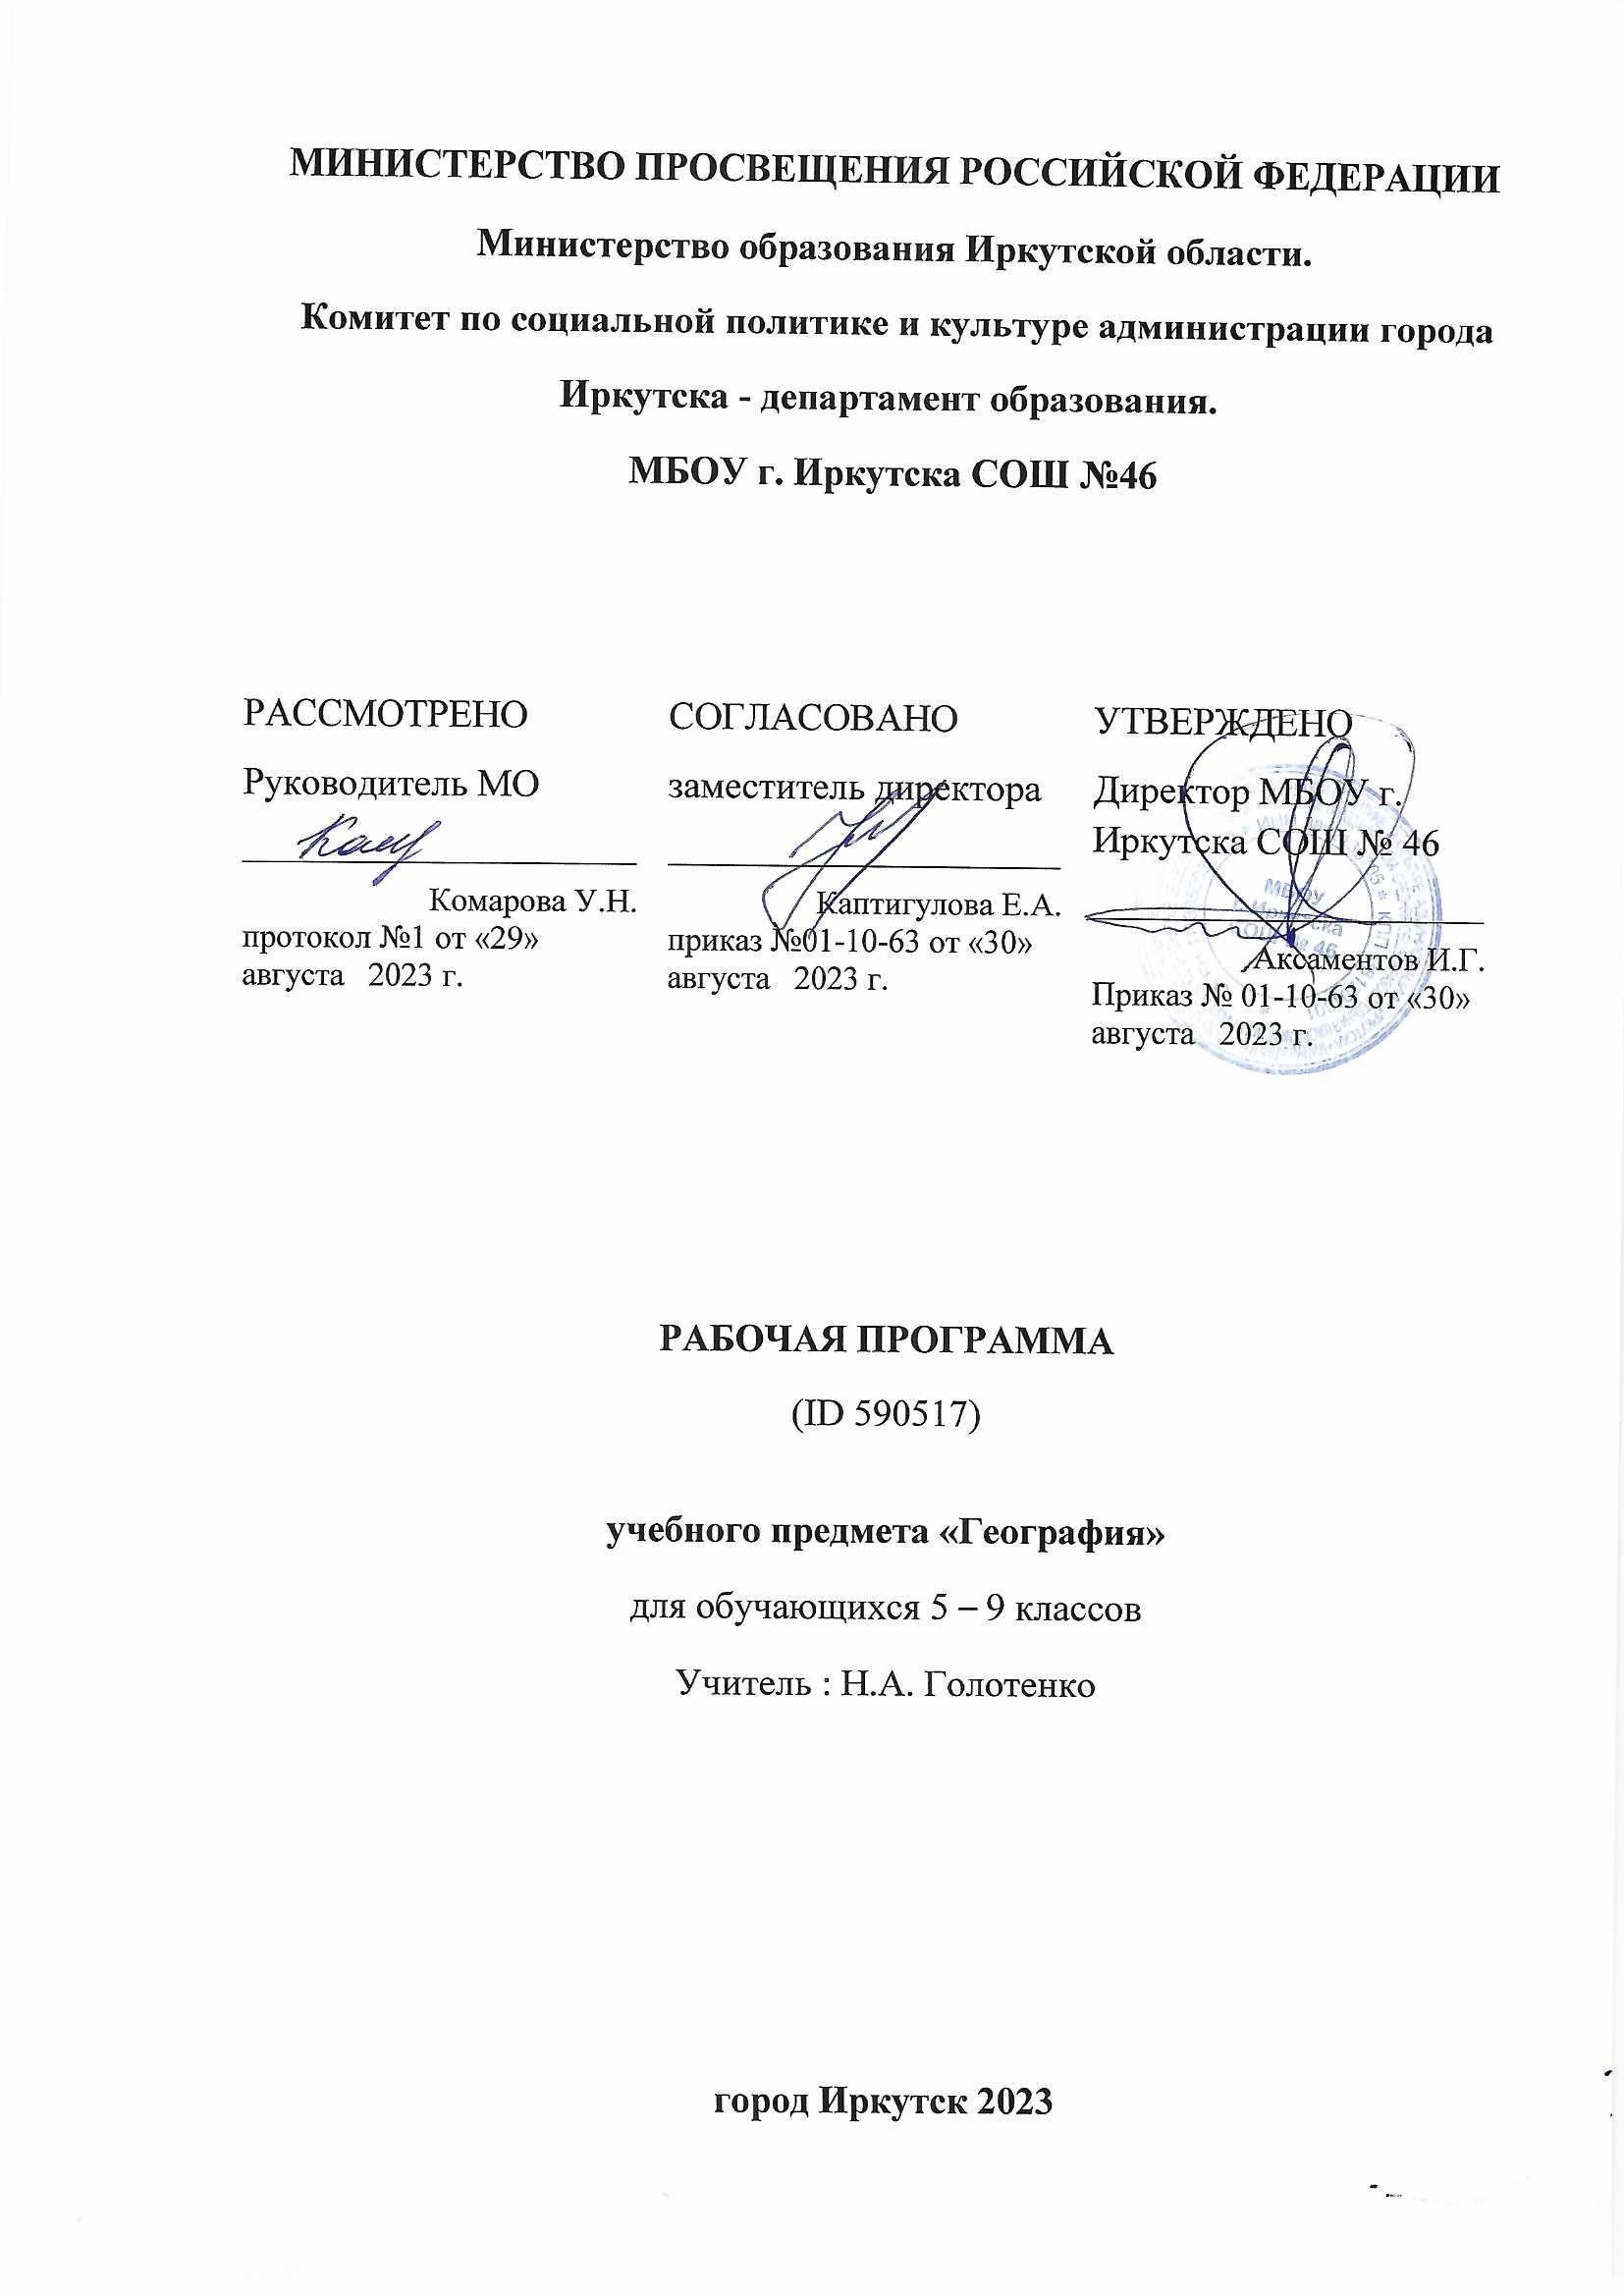 МИНИСТЕРСТВО ПРОСВЕЩЕНИЯ РОССИЙСКОЙ ФЕДЕРАЦИИ
Министерство образования Иркутской области.
Комитет по социальной политике и культуре администрации города
Иркутска - департамент образования.
МБОУ г. Иркутска СОШ №46
РАССМОТРЕНО
Руководитель МО
Комарова У.Н.
протокол №1 от «29»
августа 2023 г.
СОГЛАСОВАНО
заместитель директора
Каптигулова Е.А.
приказ №01-10-63 от «30»
августа 2023 г.
УТВЕРЖДЕНО
Директор МБОУ г.
Иркутска СОШ № 46
Аксаментов И.Г.
Приказ № 01-10-63 от «30»
августа 2023 г.
РАБОЧАЯ ПРОГРАММА
(ID 590517)
учебного предмета «География»
для обучающихся 5 – 9 классов
Учитель : Н.А. Голотенко
город Иркутск 2023